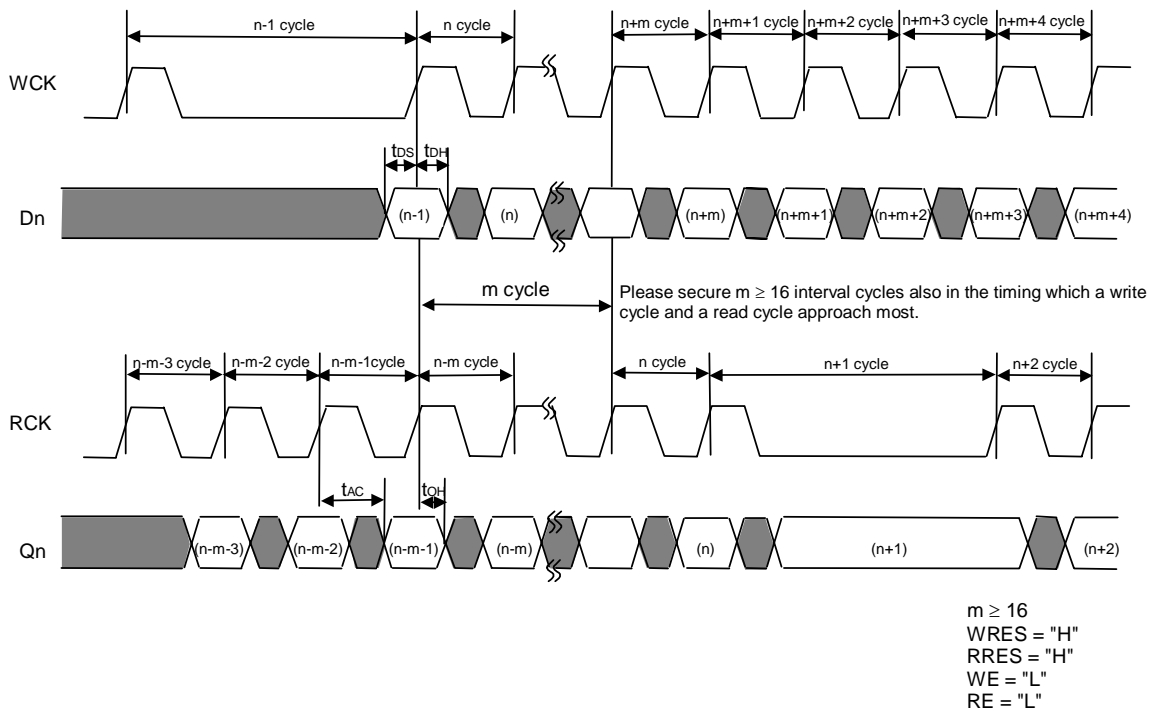 n-1 cycle n cycle n+m cycle n+m+1 cycle n+m+2 cycle n+m+3 cycle n+m+4 cycle
WCK
tDS tDH
Dn (n-1) (n) (n+m) (n+m+1) (n+m+2) (n+m+3) (n+m+4)
m cycle
Please secure m ≥ 16 interval cycles also in the timing which a write
cycle and a read cycle approach most.
n-m-3 cycle n-m-2 cycle n-m-1cycle n-m cycle n cycle n+1 cycle n+2 cycle
RCK
tAC tOH
Qn (n-m-3) (n-m-2) (n-m-1) (n-m) (n) (n+1) (n+2)
m ≥ 16
WRES = "H"
RRES = "H"
WE = "L"
RE = "L"